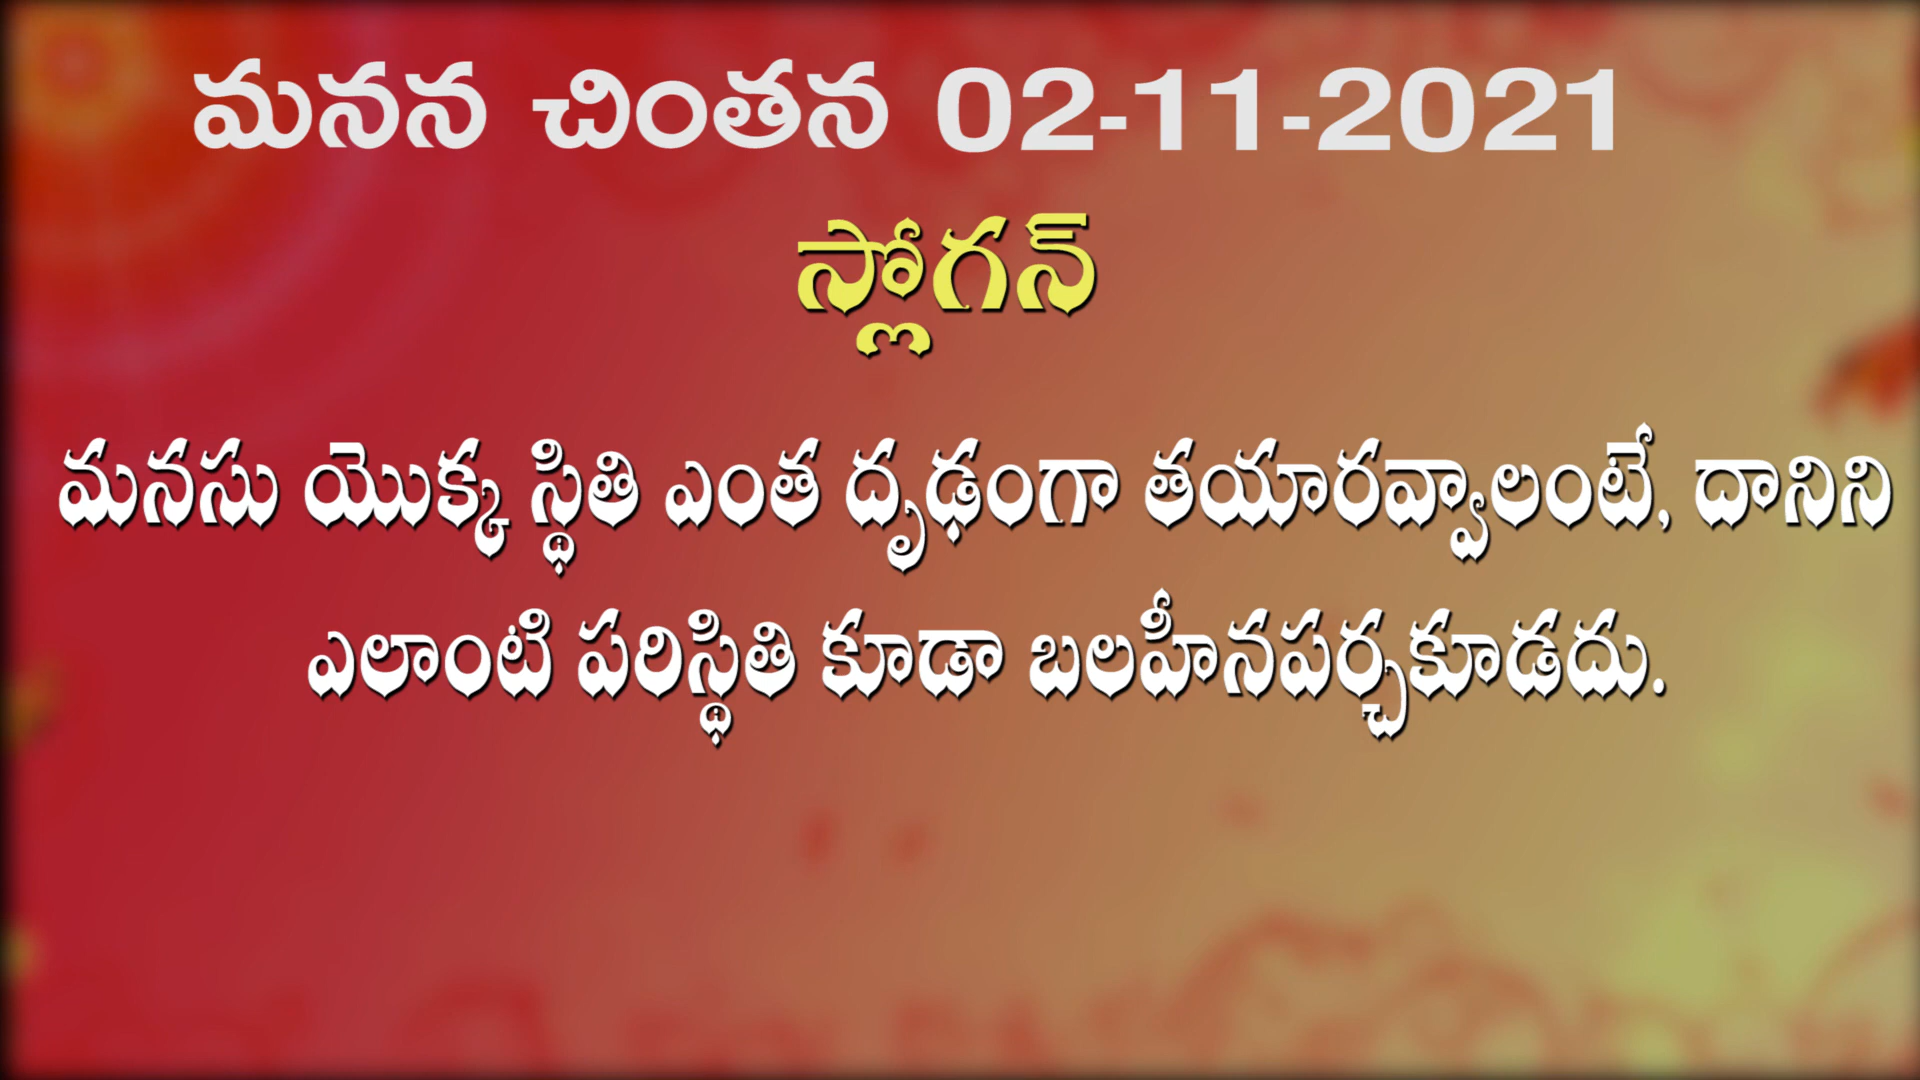 మనన చింతన 02-11-2021
స్లోగన్
మనసు యొక్క స్థితి ఎంత దృఢంగా తయారవ్వాలంటే, దానిని
ఎలాంటి పరిస్థితి కూడా బలహీనపర్చకూడదు.